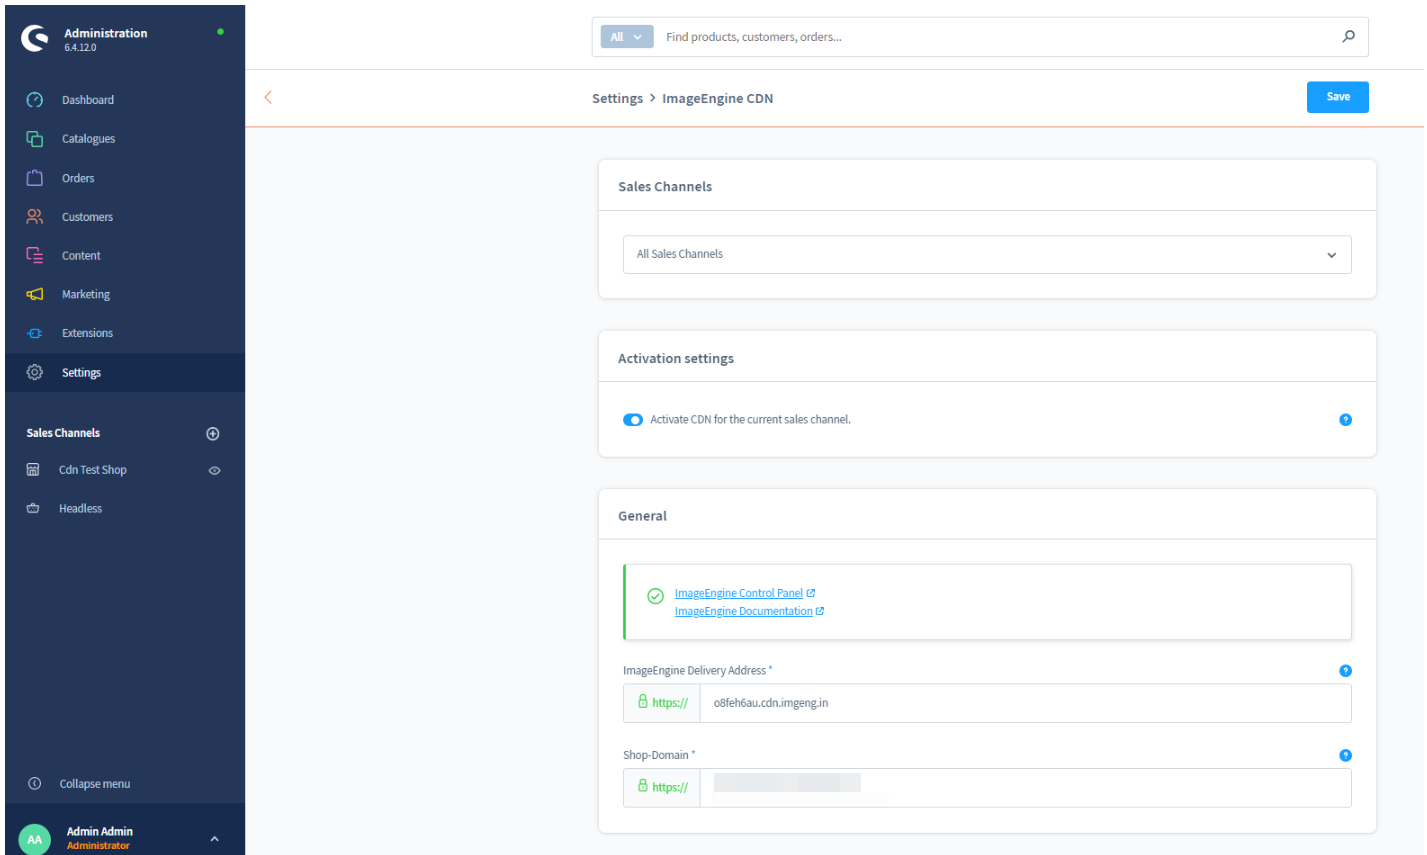 Administration
6.4.12.0
Dashboard
Catalogues
Orders
Customers
Content
Marketing
Extensions
Settings
Sales Channels
Cdn Test Shop
Headless
Collapse menu
AA
Admin Admin
Administrator
All
Find products, customers, orders...
Settings > ImageEngine CDN
Save
Sales Channels
All Sales Channels
Activation settings
Activate CDN for the current sales channel.
?
General
ImageEngine Control Panel
ImageEngine Documentation
ImageEngine Delivery Address *
?
https:// o8feh6au.cdn.imgeng.in
Shop-Domain *
?
https://